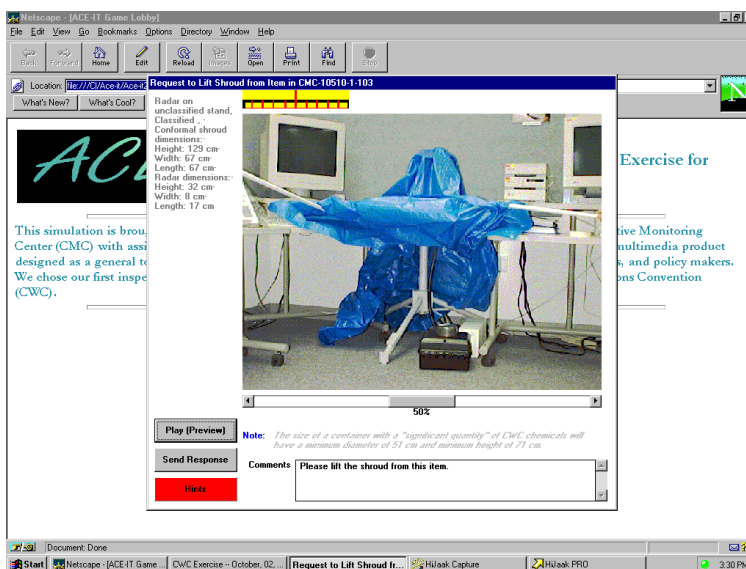 Netscape - [ACE-IT Game Lobby]
File Edit View Go Bookmarks Options Directory Window Help
Back Forward Home Edit Reload Images Open Print Find Stop
Location:
What's New? What's Cool?
Request to Lift Shroud from Item in CMC-10510-1-103
Radar on
unclassified stand,
Classified , ·
Conformal shroud
dimensions:·
Height: 129 cm·
Width: 67 cm·
Length: 67 cm·
Radar dimensions:·
Height: 32 cm·
Width: 8 cm·
Length: 17 cm
50%
Play (Preview)
Send Response
Hints
Note: The size of a container with a "significant quantity" of CWC chemicals will
have a minimum diameter of 51 cm and minimum height of 71 cm.
Comments Please lift the shroud from this item.
Exercise for
This simulation is brou tive Monitoring
Center (CMC) with assi multimedia product
designed as a general to s, and policy makers.
We chose our first inspe ons Convention
(CWC).
Document: Done
Start Netscape - [ACE-IT Game ... CWC Exercise -- October, 02, ... Request to Lift Shroud fr... HiJaak Capture HiJaak PRO 3:30 PM